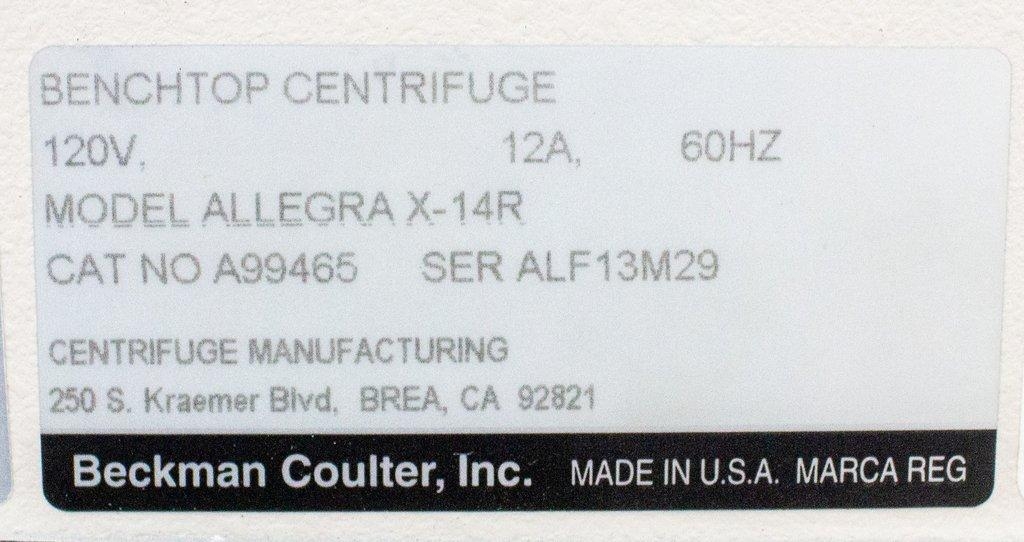 BENCHTOP CENTRIFUGE
120V, 12A, 60HZ
MODEL ALLEGRA X-14R
CAT NO A99465 SER ALF13M29
CENTRIFUGE MANUFACTURING
250 S. Kraemer Blvd, BREA, CA 92821
Beckman Coulter, Inc. MADE IN U.S.A. MARCA REG